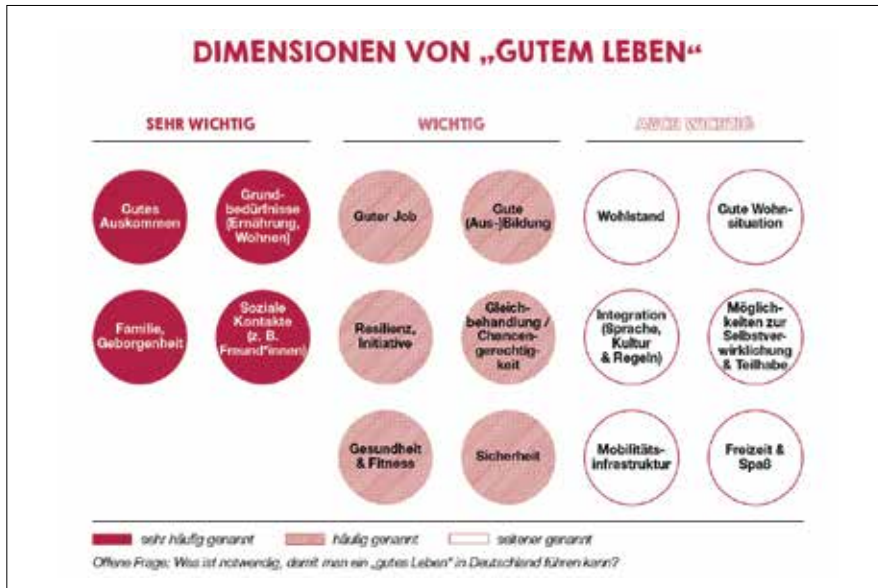 DIMENSIONEN VON „GUTEM LEBEN“
SEHR WICHTIG
WICHTIG
AUCH WICHTIG
Gutes
Auskommen
Grund-
bedürfnisse
(Ernährung,
Wohnen)
Guter Job
Gute
(Aus-)Bildung
Wohlstand
Gute Wohn-
situation
Familie,
Geborgenheit
Soziale
Kontakte
(z. B.
Freund*innen)
Resilienz,
Initiative
Gleich-
behandlung /
Chancen-
gerechtig-
keit
Integration
(Sprache,
Kultur
& Regeln)
Möglich-
keiten zur
Selbstver-
wirklichung
& Teilhabe
Gesundheit
& Fitness
Sicherheit
Mobilitäts-
infrastruktur
Freizeit &
Spaß
sehr häufig genannt
häufig genannt
seltener genannt
Offene Frage: Was ist notwendig, damit man ein „gutes Leben“ in Deutschland führen kann?